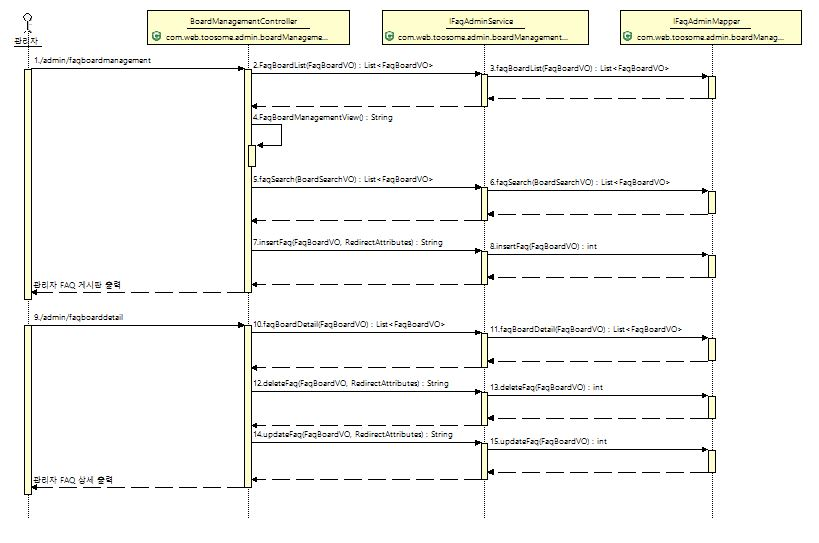 BoardManagementController
com.web.toosome.admin.boardManageme...
IFaqAdminService
com.web.toosome.admin.boardManagement...
IFaqAdminMapper
com.web.toosome.admin.boardManag...
관리자
1./admin/faqboardmanagement
2.FaqBoardList(FaqBoardVO) : List<FaqBoardVO>
3.faqBoardList(FaqBoardVO) : List<FaqBoardVO>
4.FaqBoardManagementView() : String
5.faqSearch(BoardSearchVO) : List<FaqBoardVO>
6.faqSearch(BoardSearchVO) : List<FaqBoardVO>
7.insertFaq(FaqBoardVO, RedirectAttributes) : String
8.insertFaq(FaqBoardVO) : int
관리자 FAQ 게시판 출력
9./admin/faqboarddetail
10.faqBoardDetail(FaqBoardVO) : List<FaqBoardVO>
11.faqBoardDetail(FaqBoardVO) : List<FaqBoardVO>
12.deleteFaq(FaqBoardVO, RedirectAttributes) : String
13.deleteFaq(FaqBoardVO) : int
14.updateFaq(FaqBoardVO, RedirectAttributes) : String
15.updateFaq(FaqBoardVO) : int
관리자 FAQ 상세 출력